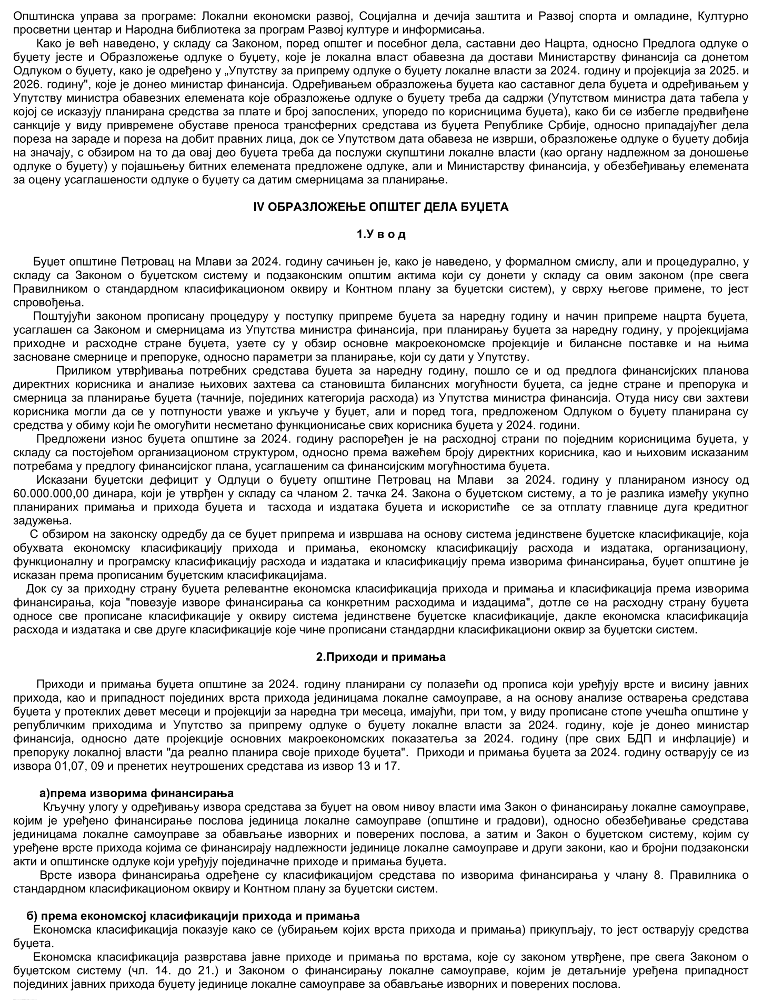 Општинска управа за програме: Локални економски развој, Социјална и дечија заштита и Развој спорта и омладине, Културно
просветни центар и Народна библиотека за програм Развој културе и информисања.
Како је већ наведено, у складу са Законом, поред општег и посебног дела, саставни део Нацрта, односно Предлога одлуке о
буџету јесте и Образложење одлуке о буџету, које је локална власт обавезна да достави Министарству финансија са донетом
Одлуком о буџету, како је одређено у „Упутству за припрему одлуке о буџету локалне власти за 2024. годину и пројекција за 2025. и
2026. годину", које је донео министар финансија. Одређивањем образложења буџета као саставног дела буџета и одређивањем у
Упутству министра обавезних елемената које образложење одлуке о буџету треба да садржи (Упутством министра дата табела у
којој се исказују планирана средства за плате и број запослених, упоредо по корисницима буџета), како би се избегле предвиђене
санкције у виду привремене обуставе преноса трансферних средстава из буџета Републике Србије, односно припадајућег дела
пореза на зараде и пореза на добит правних лица, док се Упутством дата обавеза не изврши, образложење одлуке о буџету добија
на значају, с обзиром на то да овај део буџета треба да послужи скупштини локалне власти (као органу надлежном за доношење
одлуке о буџету) у појашњењу битних елемената предложене одлуке, али и Министарству финансија, у обезбеђивању елемената
за оцену усаглашености одлуке о буџету са датим смерницама за планирање.
IV ОБРАЗЛОЖЕЊЕ ОПШТЕГ ДЕЛА БУЏЕТА
1.У в о д
Буџет општине Петровац на Млави за 2024. годину сачињен је, како је наведено, у формалном смислу, али и процедурално, у
складу са Законом о буџетском систему и подзаконским општим актима који су донети у складу са овим законом (пре свега
Правилником о стандардном класификационом оквиру и Контном плану за буџетски систем), у сврху његове примене, то јест
спровођења.
Поштујући законом прописану процедуру у поступку припреме буџета за наредну годину и начин припреме нацрта буџета,
усаглашен са Законом и смерницама из Упутства министра финансија, при планирању буџета за наредну годину, у пројекцијама
приходне и расходне стране буџета, узете су у обзир основне макроекономске пројекције и билансне поставке и на њима
засноване смернице и препоруке, односно параметри за планирање, који су дати у Упутству.
Приликом утврђивања потребних средстава буџета за наредну годину, пошло се и од предлога финансијских планова
директних корисника и анализе њихових захтева са становишта билансних могућности буџета, са једне стране и препорука и
смерница за планирање буџета (тачније, појединих категорија расхода) из Упутства министра финансија. Отуда нису сви захтеви
корисника могли да се у потпуности уваже и укључе у буџет, али и поред тога, предложеном Одлуком о буџету планирана су
средства у обиму који ће омогућити несметано функционисање свих корисника буџета у 2024. години.
Предложени износ буџета општине за 2024. годину распоређен је на расходној страни по поједним корисницима буџета, у
складу са постојећом организационом структуром, односно према важећем броју директних корисника, као и њиховим исказаним
потребама у предлогу финансијског плана, усаглашеним са финансијским могућностима буџета.
Исказани буџетски дефицит у Одлуци о буџету општине Петровац на Млави за 2024. годину у планираном износу од
60.000.000,00 динара, који је утврђен у складу са чланом 2. тачка 24. Закона о буџетском систему, а то је разлика између укупно
планираних примања и прихода буџета и тасхода и издатака буџета и искористиће се за отплату главнице дуга кредитног
задужења.
С обзиром на законску одредбу да се буџет припрема и извршава на основу система јединствене буџетске класификације, која
обухвата економску класификацију прихода и примања, економску класификацију расхода и издатака, организациону,
функционалну и програмску класификацију расхода и издатака и класификацију према изворима финансирања, буџет општине је
исказан према прописаним буџетским класификацијама.
Док су за приходну страну буџета релевантне економска класификација прихода и примања и класификација према изворима
финансирања, која "повезује изворе финансирања са конкретним расходима и издацима", дотле се на расходну страну буџета
односе све прописане класификације у оквиру система јединствене буџетске класификације, дакле економска класификација
расхода и издатака и све друге класификације које чине прописани стандардни класификациони оквир за буџетски систем.
2.Приходи и примања
Приходи и примања буџета општине за 2024. годину планирани су полазећи од прописа који уређују врсте и висину јавних
прихода, као и припадност појединих врста прихода јединицама локалне самоуправе, а на основу анализе остварења средстава
буџета у протеклих девет месеци и пројекцији за наредна три месеца, имајући, при том, у виду прописане стопе учешћа општине у
републичким приходима и Упутство за припрему одлуке о буџету локалне власти за 2024. годину, које је донео министар
финансија, односно дате пројекције основних макроекономских показатеља за 2024. годину (пре свих БДП и инфлације) и
препоруку локалној власти "да реално планира своје приходе буџета". Приходи и примања буџета за 2024. годину остварују се из
извора 01,07, 09 и пренетих неутрошених средстава из извор 13 и 17.
а)према изворима финансирања
Кључну улогу у одређивању извора средстава за буџет на овом нивоу власти има Закон о финансирању локалне самоуправе,
којим је уређено финансирање послова јединица локалне самоуправе (општине и градови), односно обезбеђивање средстава
јединицама локалне самоуправе за обављање изворних и поверених послова, а затим и Закон о буџетском систему, којим су
уређене врсте прихода којима се финансирају надлежности јединице локалне самоуправе и други закони, као и бројни подзаконски
акти и општинске одлуке који уређују појединачне приходе и примања буџета.
Врсте извора финансирања одређене су класификацијом средстава по изворима финансирања у члану 8. Правилника о
стандардном класификационом оквиру и Контном плану за буџетски систем.
б) према економској класификацији прихода и примања
Економска класификација показује како се (убирањем којих врста прихода и примања) прикупљају, то јест остварују средства
буџета.
Економска класификација разврстава јавне приходе и примања по врстама, које су законом утврђене, пре свега Законом о
буџетском систему (чл. 14. до 21.) и Законом о финансирању локалне самоуправе, којим је детаљније уређена припадност
појединих јавних прихода буџету јединице локалне самоуправе за обављање изворних и поверених послова.